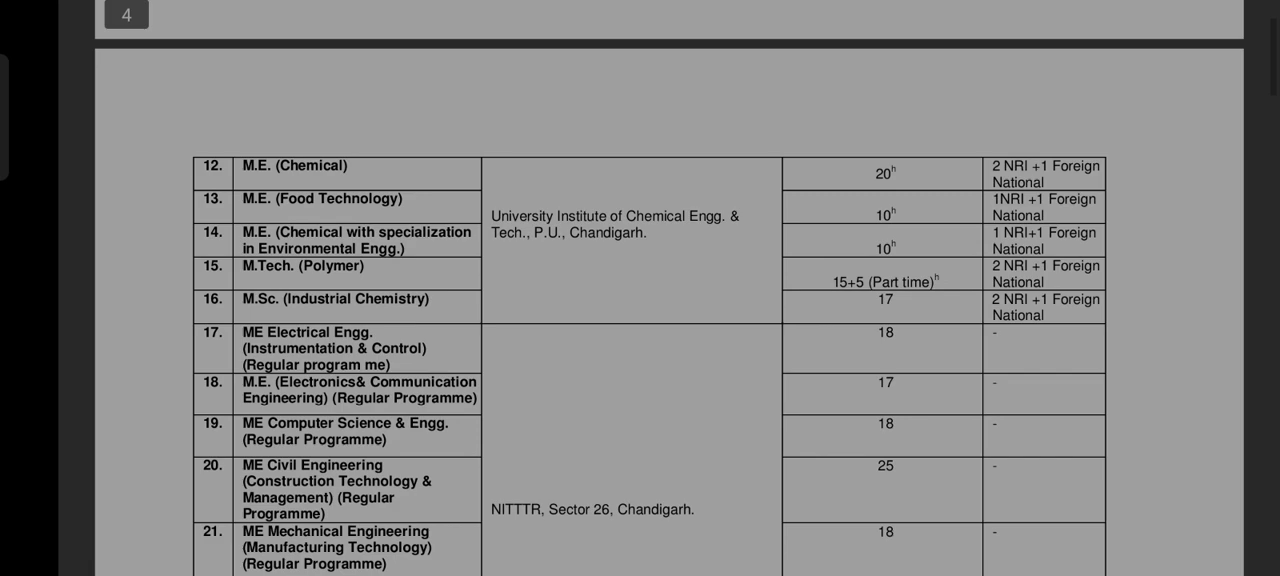 4
12. M.E. (Chemical) 20h 2 NRI +1 Foreign
National
13. M.E. (Food Technology) 10h 1NRI +1 Foreign
National
University Institute of Chemical Engg. &
Tech., P.U., Chandigarh.
14. M.E. (Chemical with specialization 10h 1 NRI+1 Foreign
in Environmental Engg.) National
15. M.Tech. (Polymer) 15+5 (Part time)h 2 NRI +1 Foreign
National
16. M.Sc. (Industrial Chemistry) 17 2 NRI +1 Foreign
National
17. ME Electrical Engg. 18 -
(Instrumentation & Control)
(Regular program me)
18. M.E. (Electronics& Communication 17 -
Engineering) (Regular Programme)
19. ME Computer Science & Engg. 18 -
(Regular Programme)
20. ME Civil Engineering 25 -
(Construction Technology &
Management) (Regular
Programme)
NITTTR, Sector 26, Chandigarh.
21. ME Mechanical Engineering 18 -
(Manufacturing Technology)
(Regular Programme)